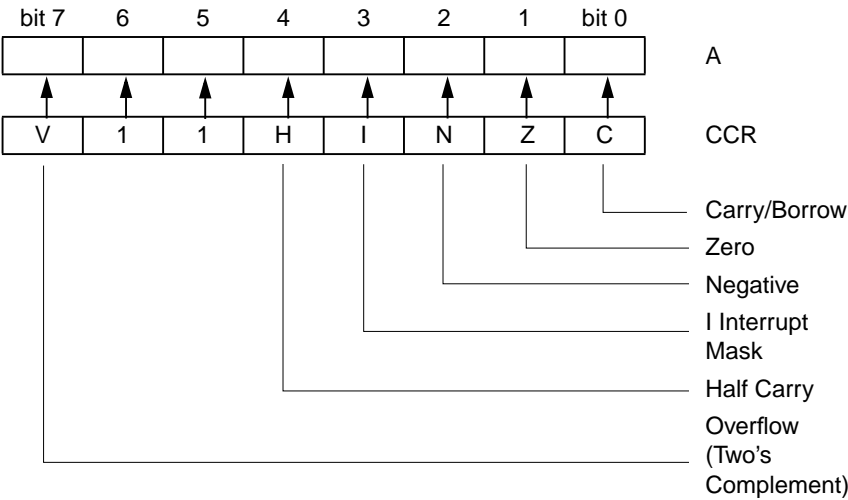 bit 7 6 5 4 3 2 1 bit 0
A
V 1 1 H I N Z C
CCR
Carry/Borrow
Zero
Negative
I Interrupt
Mask
Half Carry
Overflow
(Two's
Complement)